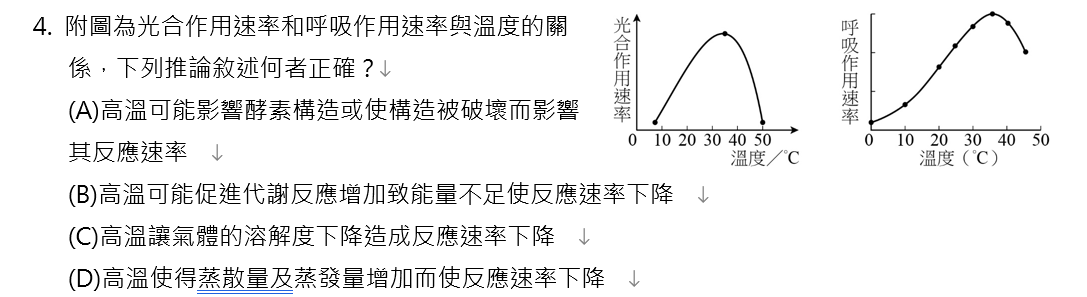 4. 附圖為光合作用速率和呼吸作用速率與溫度的關
係，下列推論敘述何者正確？↓
(A)高溫可能影響酵素構造或使構造被破壞而影響
其反應速率 ↓
(B)高溫可能促進代謝反應增加致能量不足使反應速率下降 ↓
(C)高溫讓氣體的溶解度下降造成反應速率下降 ↓
(D)高溫使得蒸散量及蒸發量增加而使反應速率下降 ↓
光合作用速率
0 10 20 30 40 50
溫度／℃
呼吸作用速率
0 10 20 30 40 50
溫度（℃）